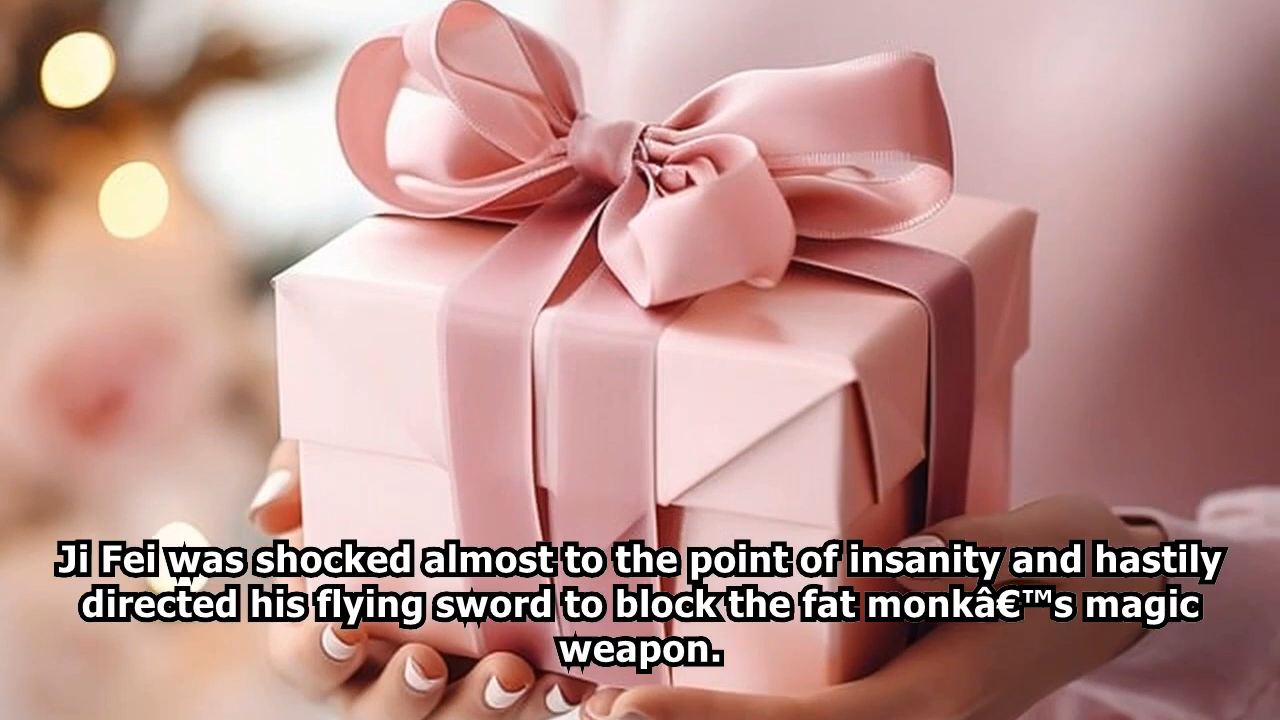 Ji Fei was shocked almost to the point of insanity and hastily
directed his flying sword to block the fat monkâ€™s magic
weapon.